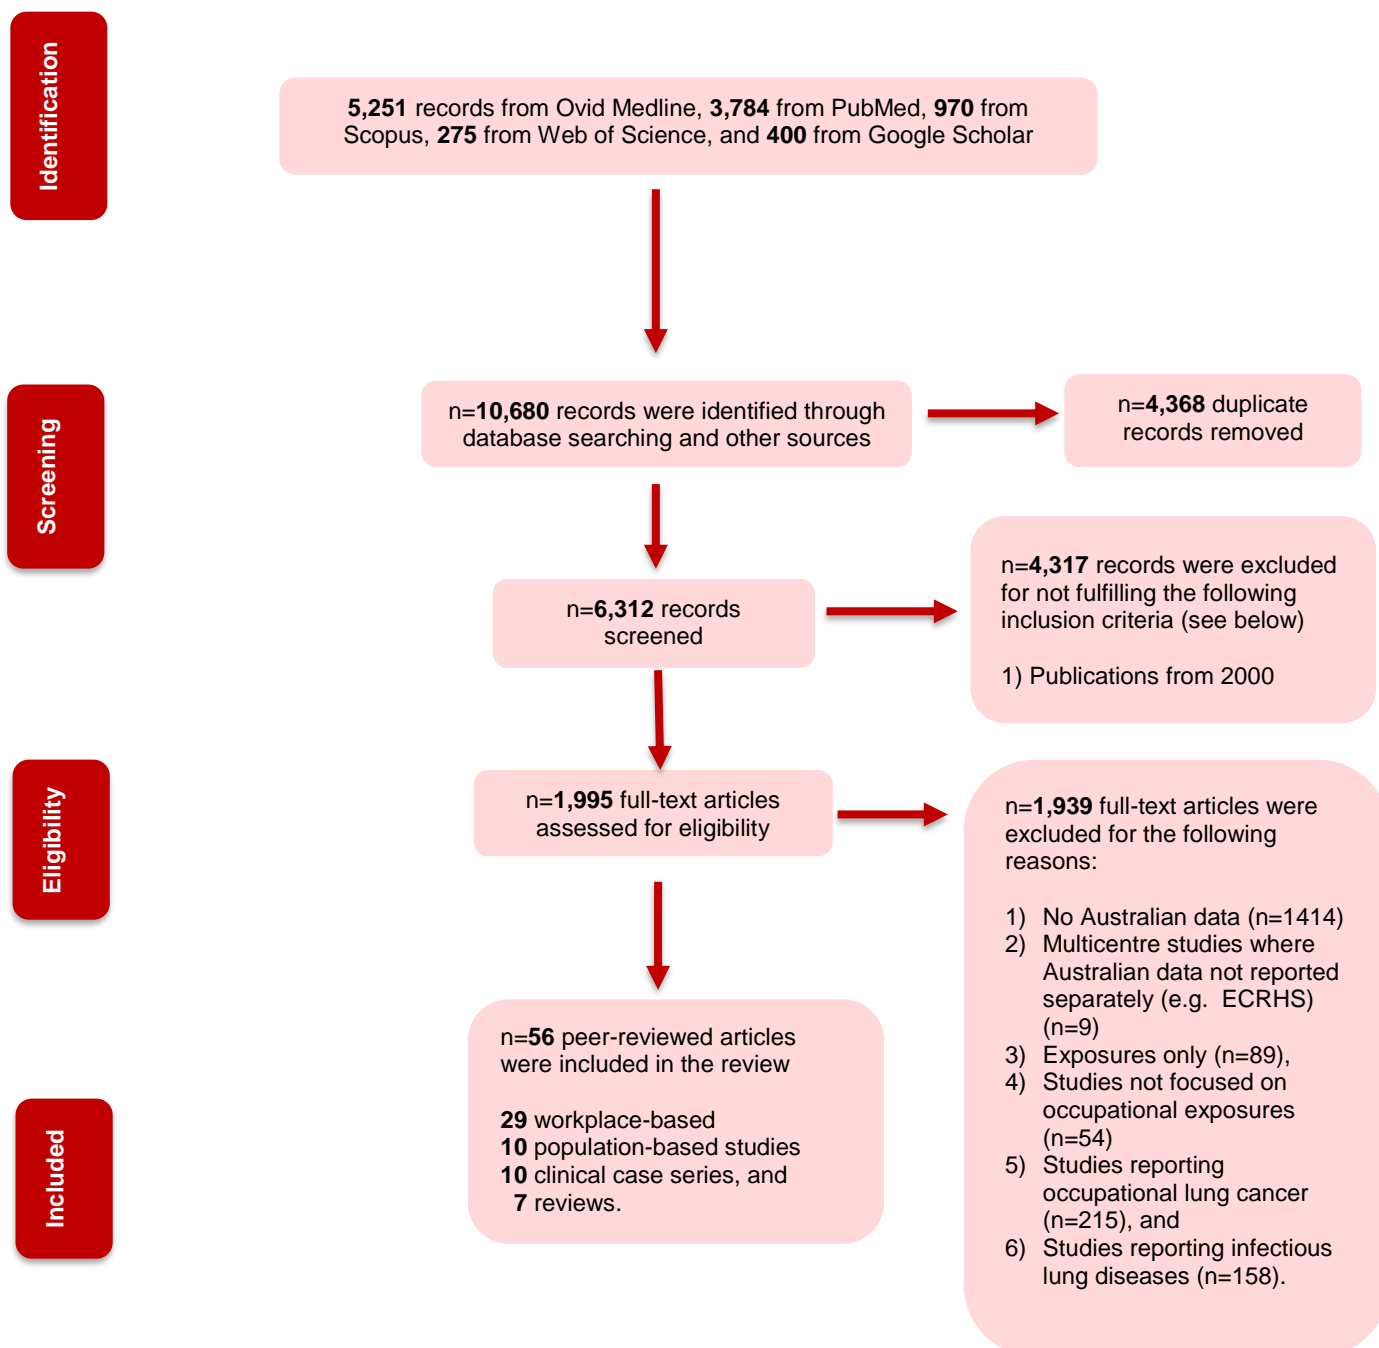 Identification
5,251 records from Ovid Medline, 3,784 from PubMed, 970 from
Scopus, 275 from Web of Science, and 400 from Google Scholar
Screening
n=10,680 records were identified through
database searching and other sources
n=4,368 duplicate
records removed
n=6,312 records
screened
n=4,317 records were excluded
for not fulfilling the following
inclusion criteria (see below)
1) Publications from 2000
Eligibility
n=1,995 full-text articles
assessed for eligibility
n=1,939 full-text articles were
excluded for the following
reasons:
1) No Australian data (n=1414)
2) Multicentre studies where
Australian data not reported
separately (e.g. ECRHS)
(n=9)
3) Exposures only (n=89),
4) Studies not focused on
occupational exposures
(n=54)
5) Studies reporting
occupational lung cancer
(n=215), and
6) Studies reporting infectious
lung diseases (n=158).
Included
n=56 peer-reviewed articles
were included in the review
29 workplace-based
10 population-based studies
10 clinical case series, and
7 reviews.